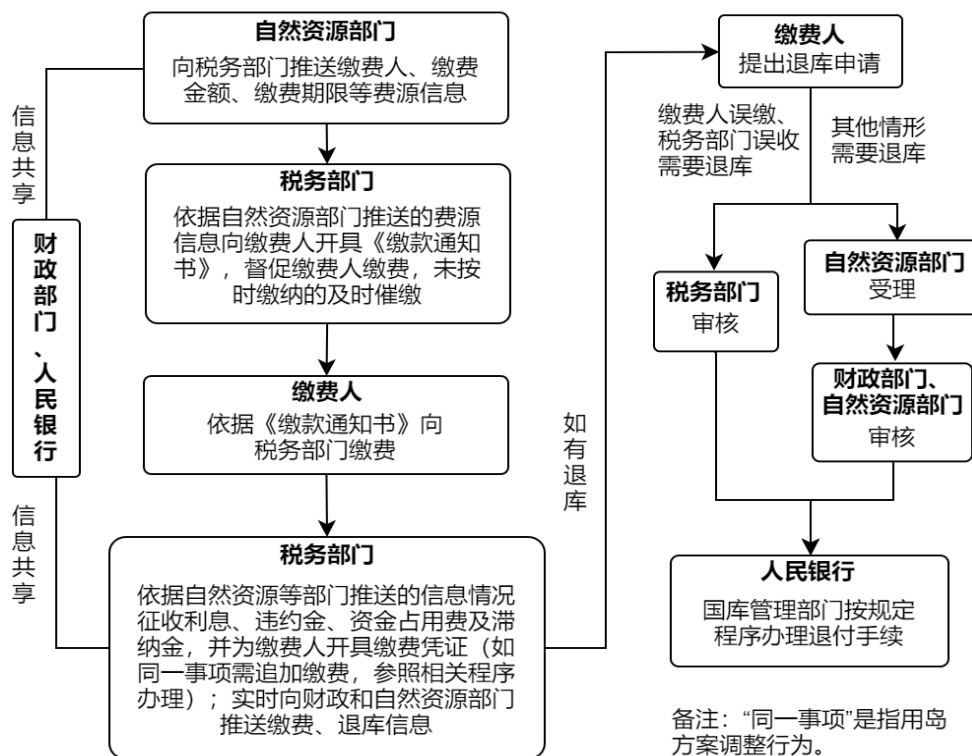 自然资源部门
向税务部门推送缴费人、缴费
金额、缴费期限等费源信息
信息共享
税务部门
依据自然资源部门推送的费源
信息向缴费人开具《缴款通知
书》，督促缴费人缴费，未按
时缴纳的及时催缴
财政部门、人民银行
缴费人
依据《缴款通知书》向
税务部门缴费
信息共享
税务部门
依据自然资源等部门推送的信息情况
征收利息、违约金、资金占用费及滞
纳金，并为缴费人开具缴费凭证（如
同一事项需追加缴费，参照相关程序
办理）；实时向财政和自然资源部门
推送缴费、退库信息
如有退库
缴费人
提出退库申请
缴费人误缴、
税务部门误收
需要退库
其他情形
需要退库
税务部门
审核
自然资源部门
受理
财政部门、
自然资源部门
审核
人民银行
国库管理部门按规定
程序办理退付手续
备注：“同一事项”是指用岛
方案调整行为。